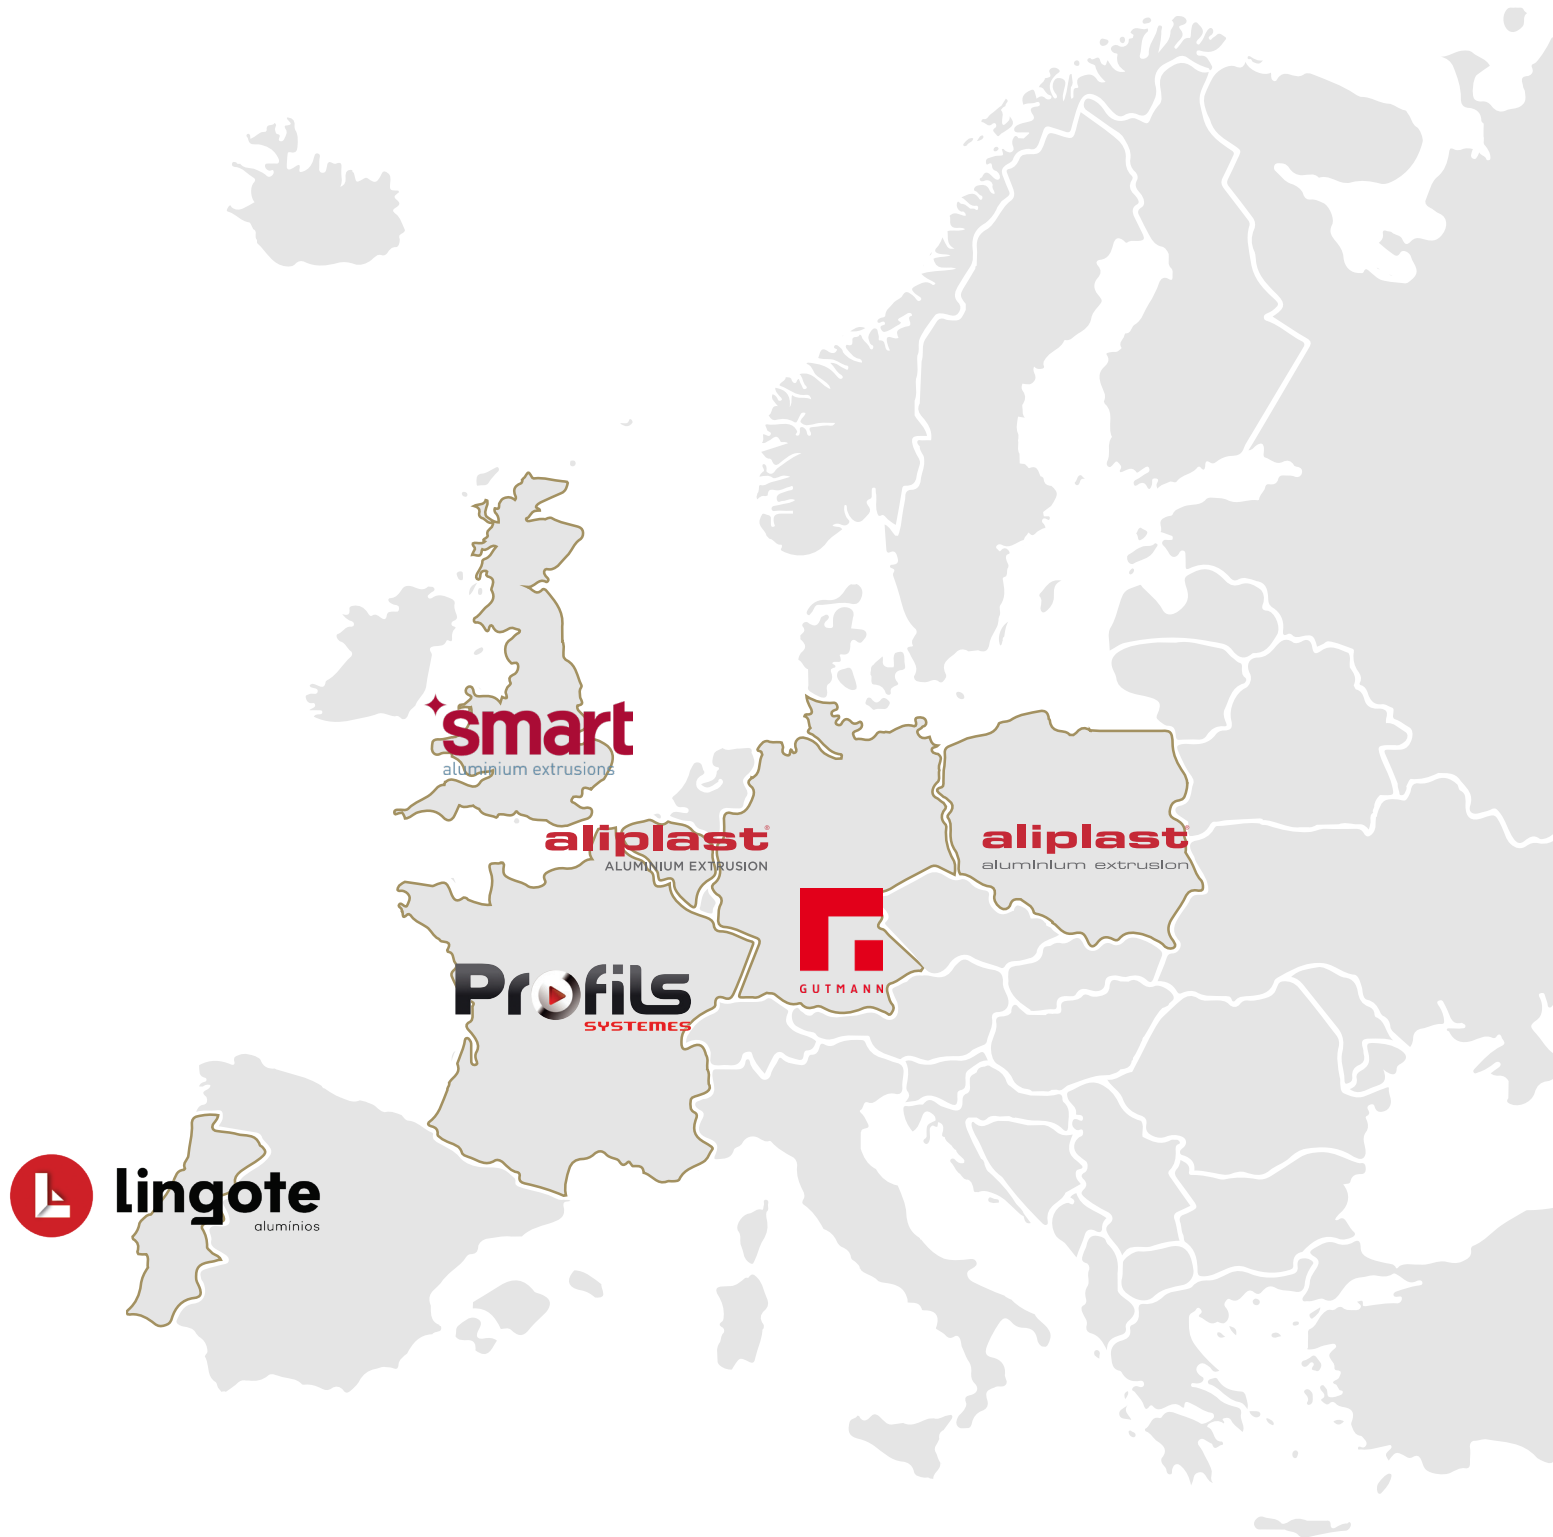 smart
aluminium extrusions
aliplast®
ALUMINIUM EXTRUSION
aliplast®
aluminium extrusion
GUTMANN
Profils
SYSTEMES
L lingote
alumínios